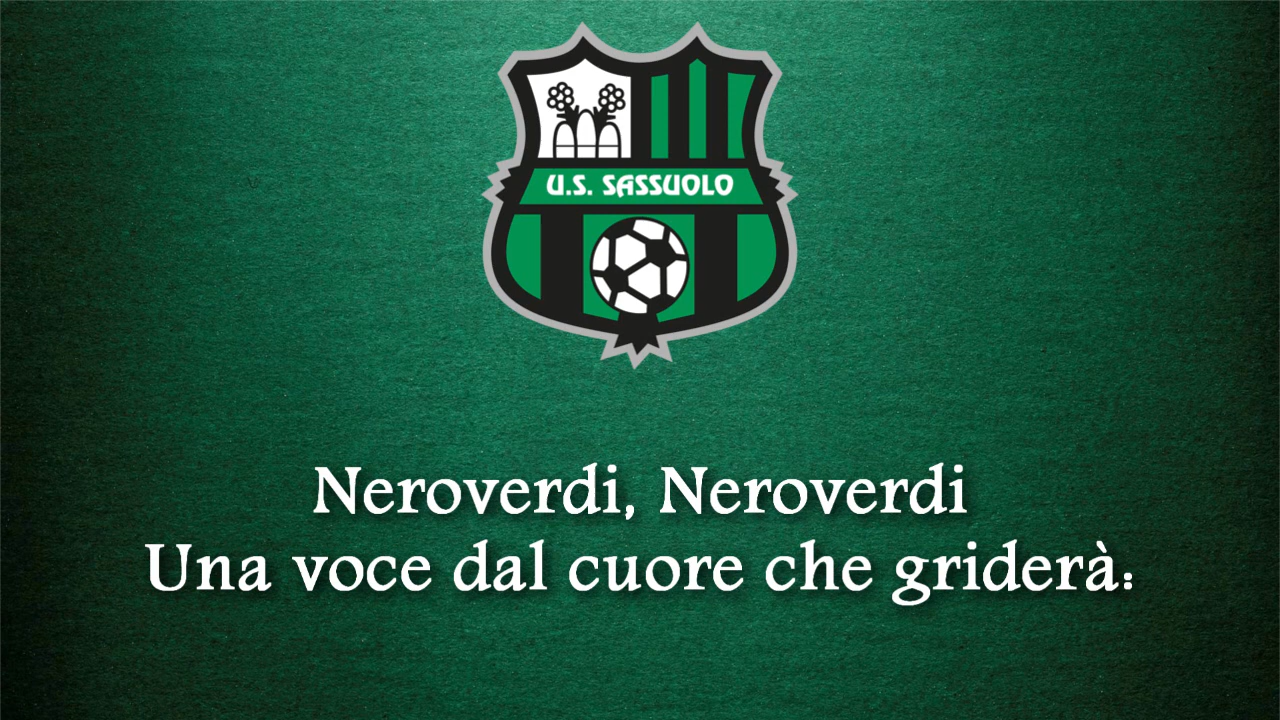 U.S. SASSUOLO
Neroverdi, Neroverdi
Una voce dal cuore che griderà: